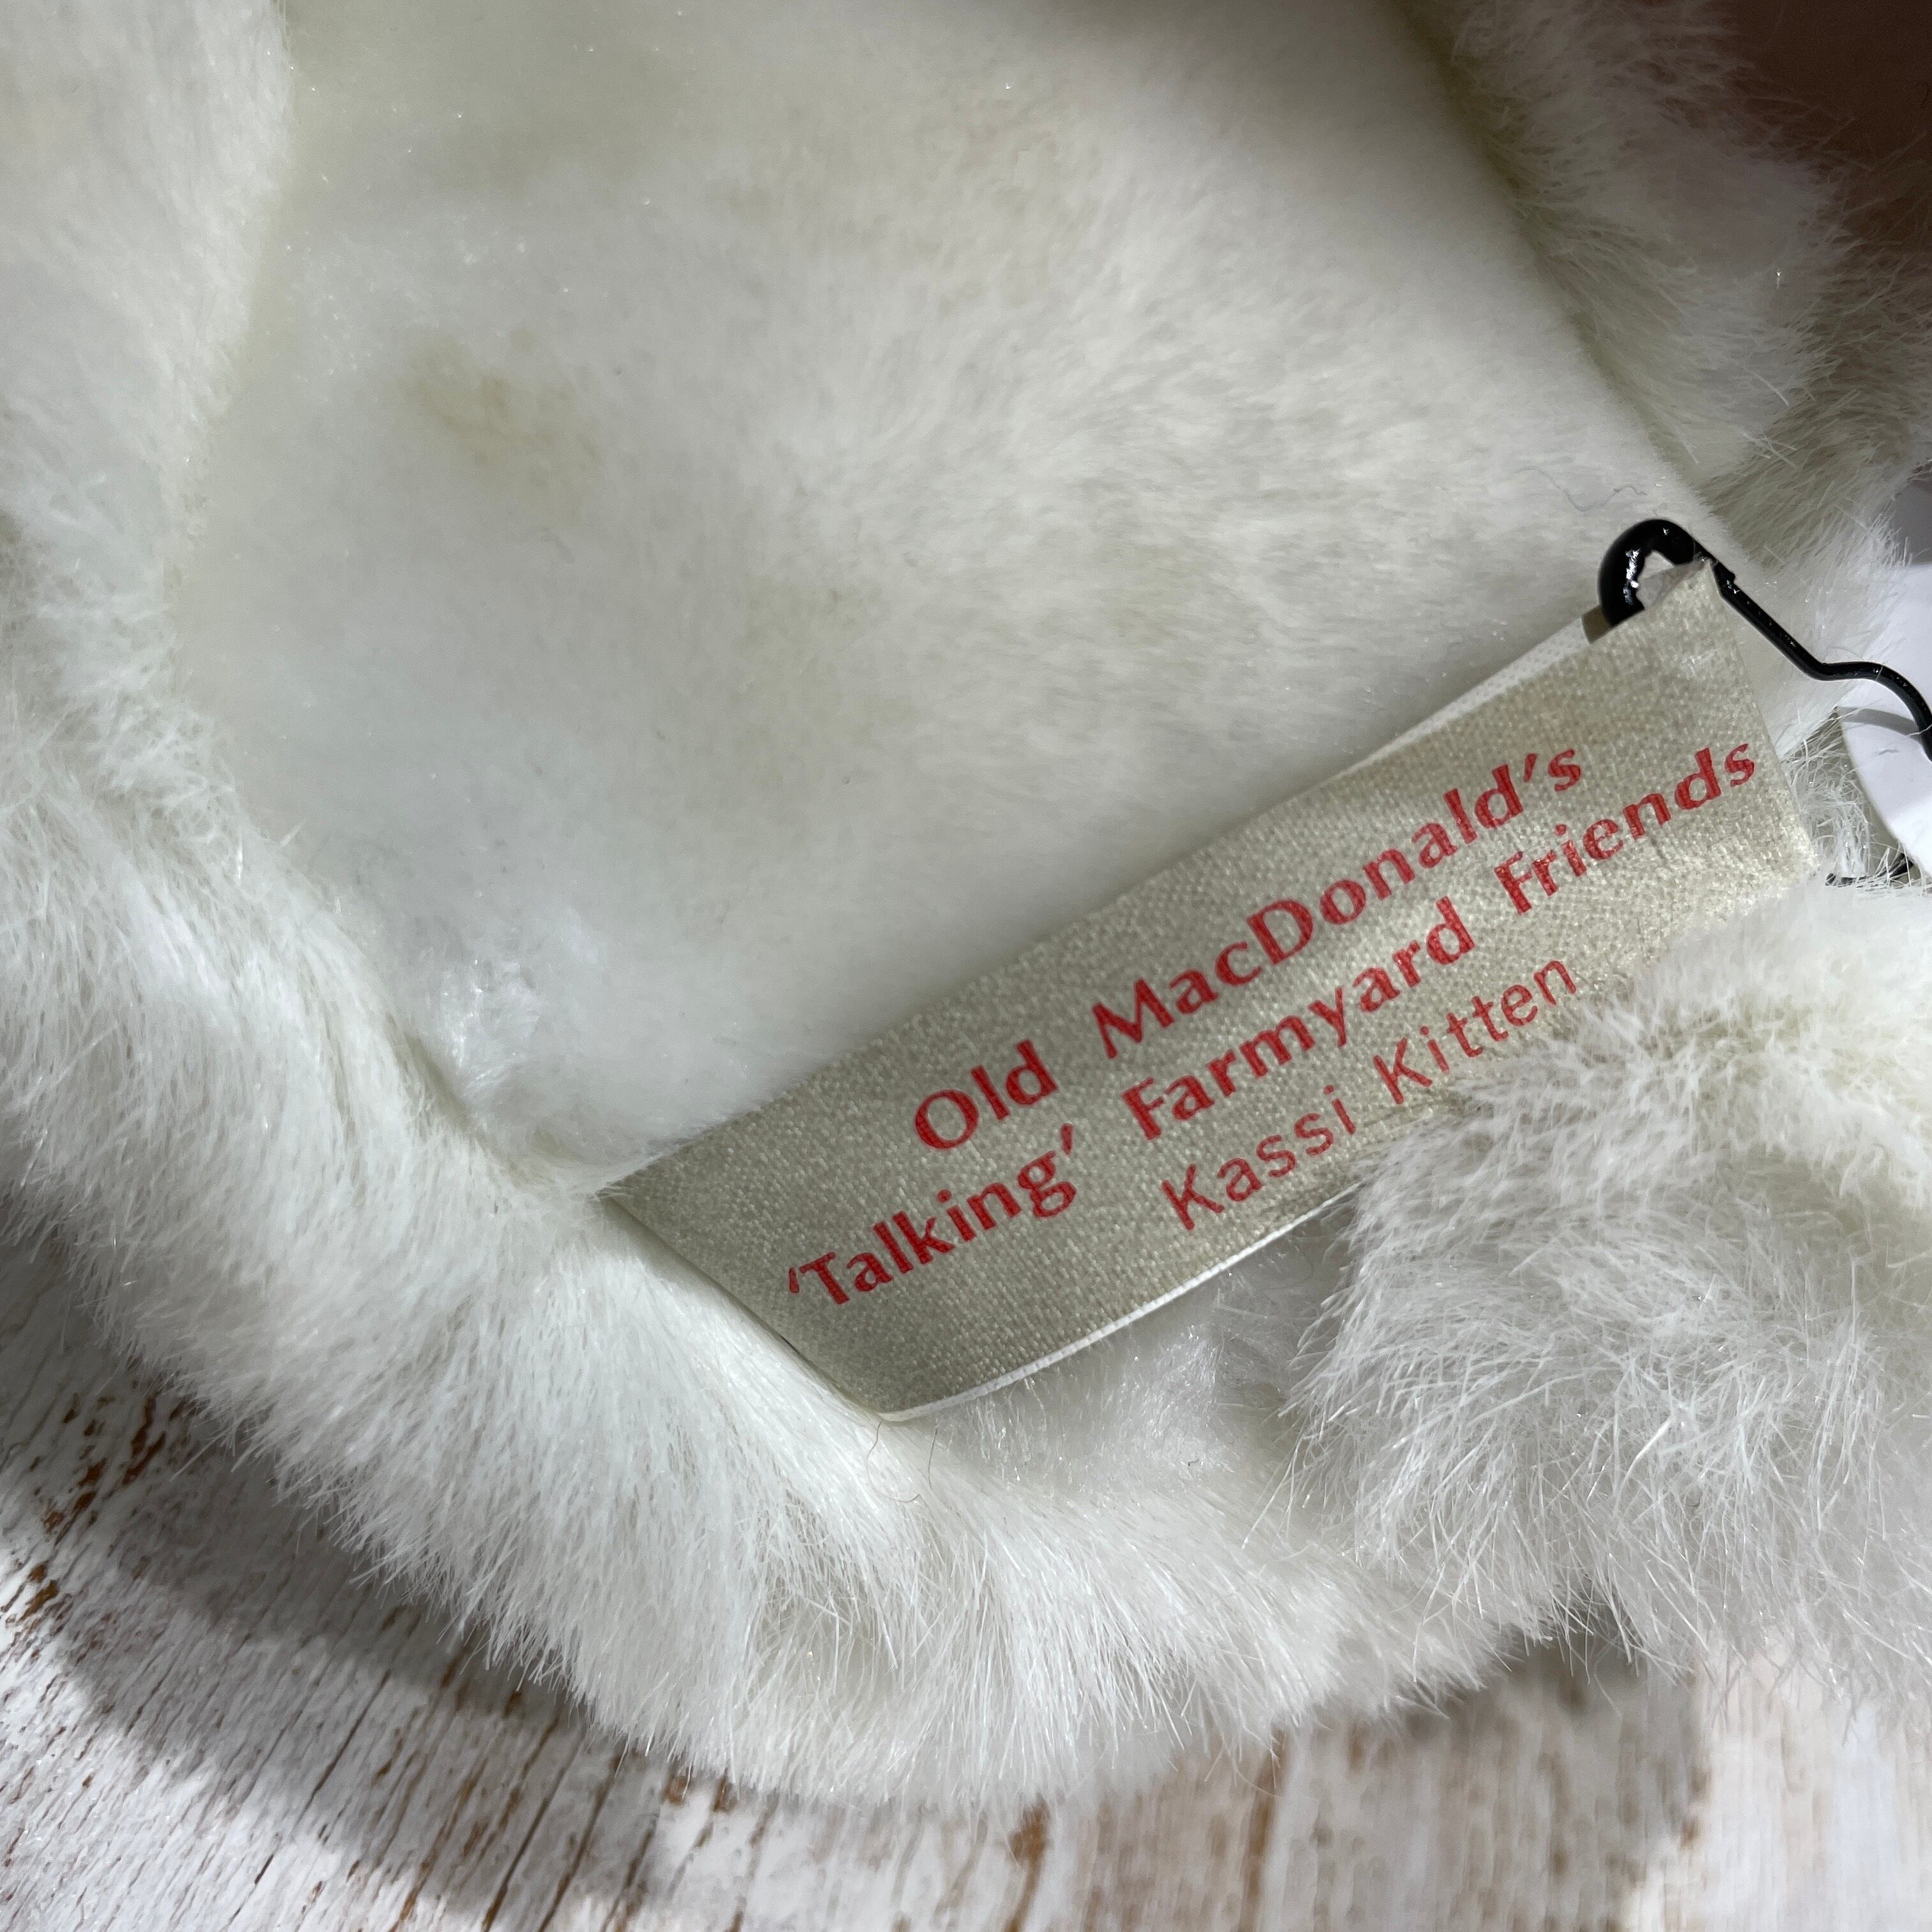 Old MacDonald's
'Talking' Farmyard Friends
Kassi Kitten